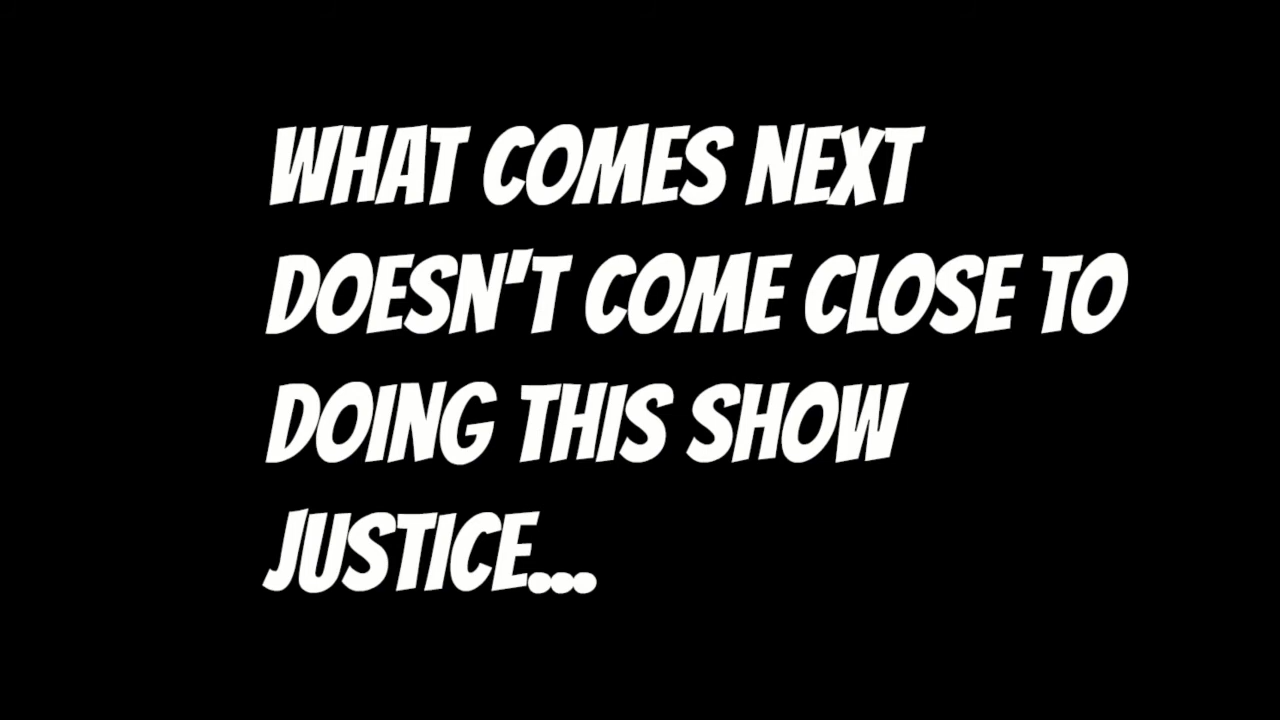 WHAT COMES NEXT
DOESN'T COME CLOSE TO
DOING THIS SHOW
JUSTICE...